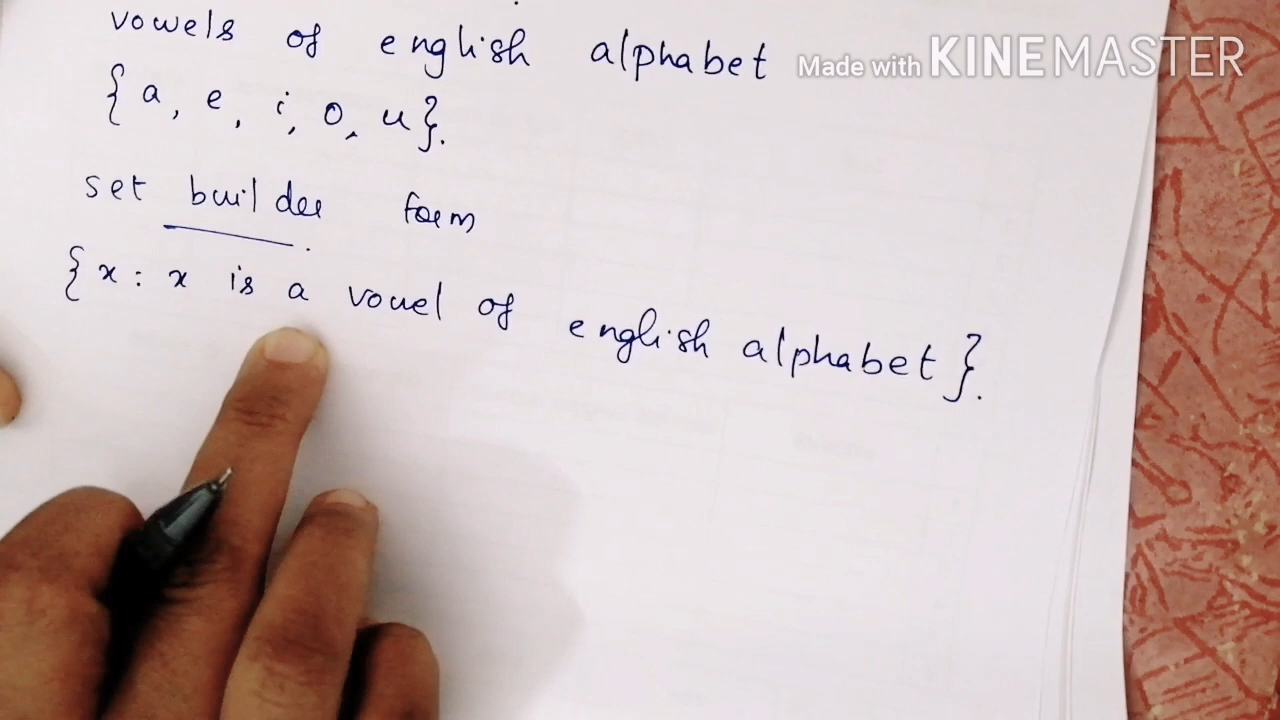 vowels of english alphabet
Made with KINEMASTER
{a, e, i, o, u}.
set builder form
{x : x is a vowel of english alphabet}.